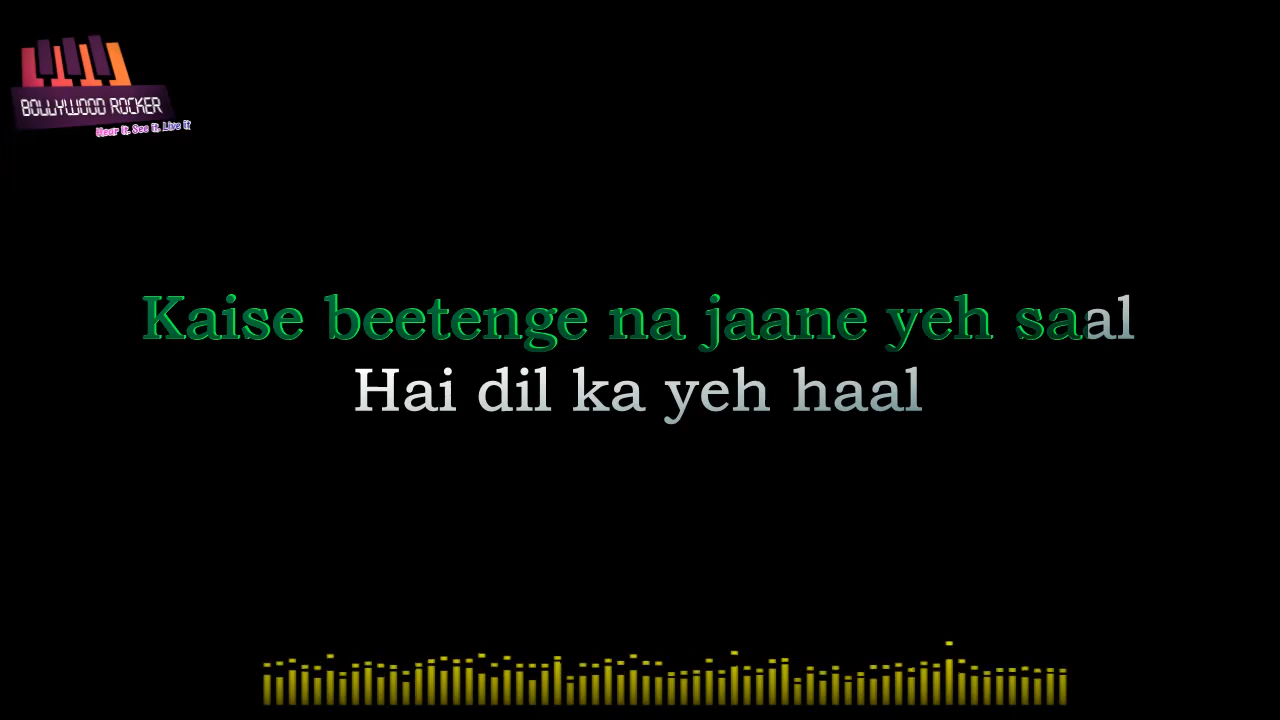 BOLLYWOOD ROCKER
Hear it. See it. Live it
Kaise beetenge na jaane yeh saal
Hai dil ka yeh haal